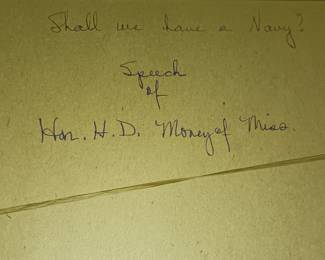 Shall we have a Navy?
Speech
of
Hon. H. D. Money of Miss.